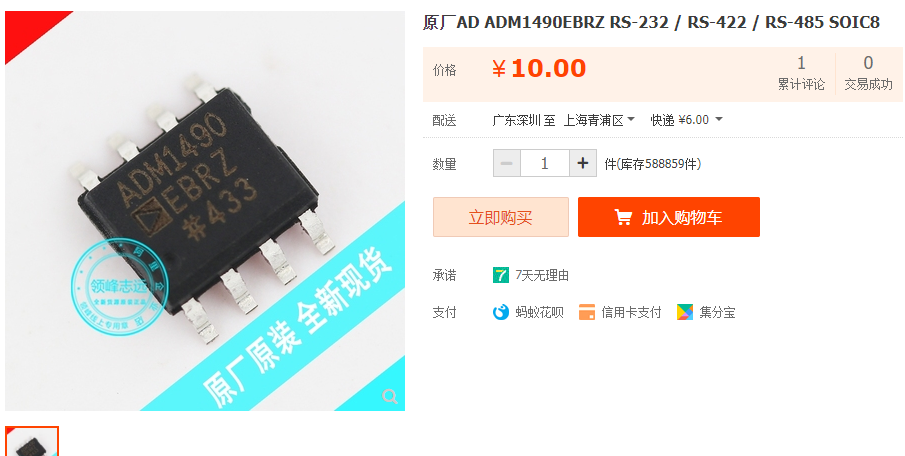 原厂AD ADM1490EBRZ RS-232 / RS-422 / RS-485 SOIC8
价格 ¥ 10.00
1 累计评论
0 交易成功
配送 广东深圳 至 上海青浦区 快递 ¥6.00
数量 1 件(库存588859件)
立即购买 加入购物车
承诺 7 7天无理由
支付 蚂蚁花呗 信用卡支付 集分宝
ADM1490
EBRZ
#433
领峰志远
原厂原装 全新现货